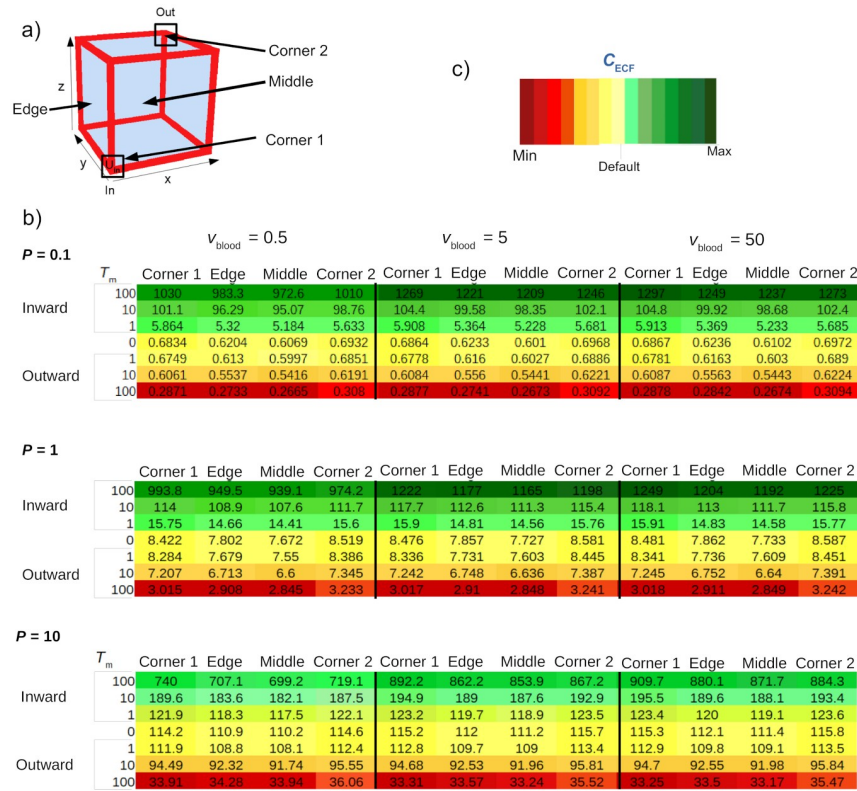 a)
Out
Corner 2
z
Middle
Edge
Corner 1
y
U_in
x
In
c)
C_ECF
Min
Default
Max
b)
v_blood = 0.5 v_blood = 5 v_blood = 50
P = 0.1
T_m Corner 1 Edge Middle Corner 2 Corner 1 Edge Middle Corner 2 Corner 1 Edge Middle Corner 2
Inward
100 1030 983.3 972.6 1010 1269 1221 1209 1246 1297 1249 1237 1273
10 101.1 96.29 95.07 98.76 104.4 99.58 98.35 102.1 104.8 99.92 98.68 102.4
1 5.864 5.32 5.184 5.633 5.908 5.364 5.228 5.681 5.913 5.369 5.233 5.685
0 0.6834 0.6204 0.6069 0.6932 0.6864 0.6233 0.601 0.6968 0.6867 0.6236 0.6102 0.6972
Outward
1 0.6749 0.613 0.5997 0.6851 0.6778 0.616 0.6027 0.6886 0.6781 0.6163 0.603 0.689
10 0.6061 0.5537 0.5416 0.6191 0.6084 0.556 0.5441 0.6221 0.6087 0.5563 0.5443 0.6224
100 0.2871 0.2733 0.2665 0.308 0.2877 0.2741 0.2673 0.3092 0.2878 0.2842 0.2674 0.3094
P = 1
Corner 1 Edge Middle Corner 2 Corner 1 Edge Middle Corner 2 Corner 1 Edge Middle Corner 2
Inward
100 993.8 949.5 939.1 974.2 1222 1177 1165 1198 1249 1204 1192 1225
10 114 108.9 107.6 111.7 117.7 112.6 111.3 115.4 118.1 113 111.7 115.8
1 15.75 14.66 14.41 15.6 15.9 14.81 14.56 15.76 15.91 14.83 14.58 15.77
0 8.422 7.802 7.672 8.519 8.476 7.857 7.727 8.581 8.481 7.862 7.733 8.587
Outward
1 8.284 7.679 7.55 8.386 8.336 7.731 7.603 8.445 8.341 7.736 7.609 8.451
10 7.207 6.713 6.6 7.345 7.242 6.748 6.636 7.387 7.245 6.752 6.64 7.391
100 3.015 2.908 2.845 3.233 3.017 2.91 2.848 3.241 3.018 2.911 2.849 3.242
P = 10
T_m Corner 1 Edge Middle Corner 2 Corner 1 Edge Middle Corner 2 Corner 1 Edge Middle Corner 2
Inward
100 740 707.1 699.2 719.1 892.2 862.2 853.9 867.2 909.7 880.1 871.7 884.3
10 189.6 183.6 182.1 187.5 194.9 189 187.6 192.9 195.5 189.6 188.1 193.4
1 121.9 118.3 117.5 122.1 123.2 119.7 118.9 123.5 123.4 120 119.1 123.6
0 114.2 110.9 110.2 114.6 115.2 112 111.2 115.7 115.3 112.1 111.4 115.8
Outward
1 111.9 108.8 108.1 112.4 112.8 109.7 109 113.4 112.9 109.8 109.1 113.5
10 94.49 92.32 91.74 95.55 94.68 92.53 91.96 95.81 94.7 92.55 91.98 95.84
100 33.91 34.28 33.94 36.06 33.31 33.57 33.24 35.52 33.25 33.5 33.17 35.47